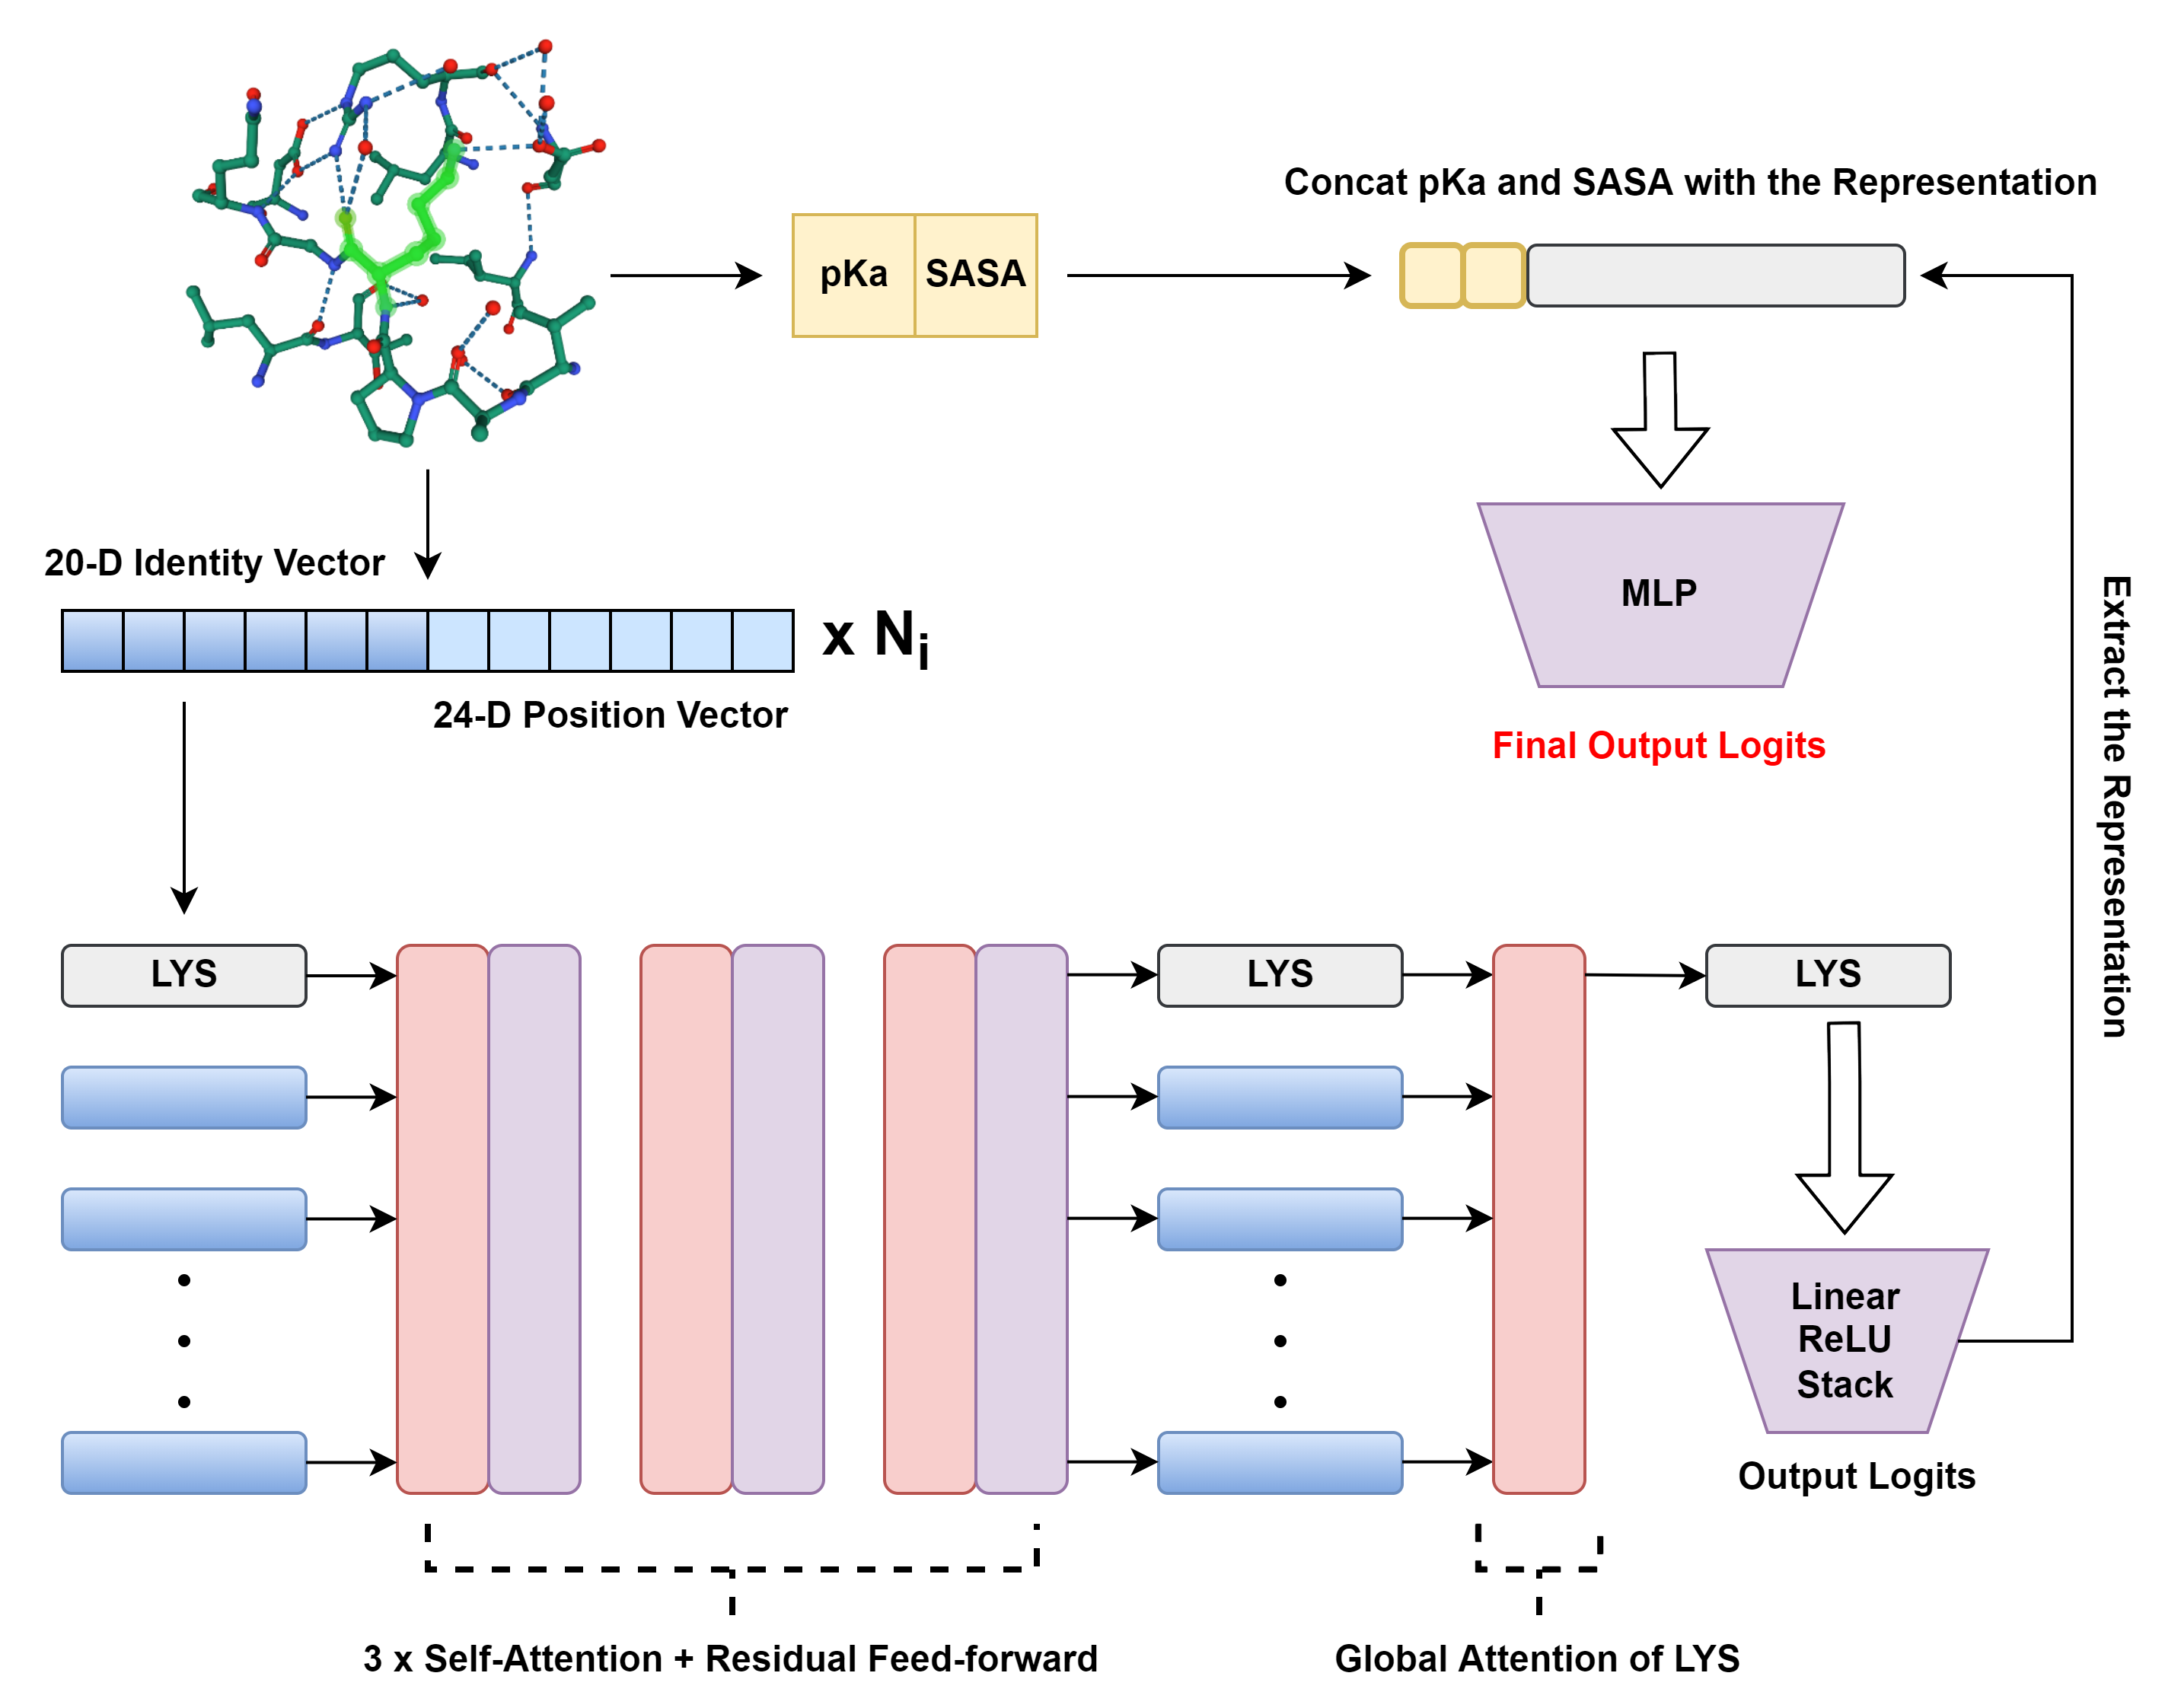 Concat pKa and SASA with the Representation
pKa
SASA
20-D Identity Vector
x Ni
24-D Position Vector
MLP
Final Output Logits
Extract the Representation
LYS
LYS
LYS
Linear
ReLU
Stack
Output Logits
3 x Self-Attention + Residual Feed-forward
Global Attention of LYS